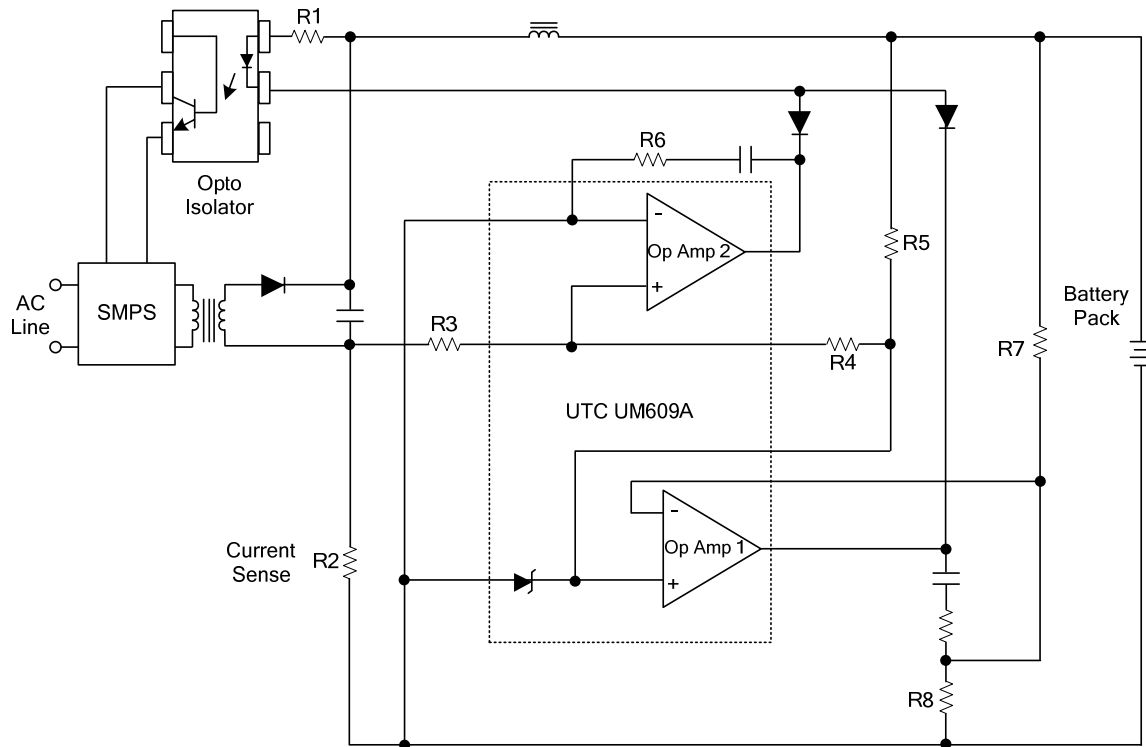 R1
Opto
Isolator
R6
-
Op Amp 2
+
R5
AC
Line
SMPS
R3
R4
Battery
Pack
R7
UTC UM609A
-
Op Amp 1
+
Current
Sense
R2
R8